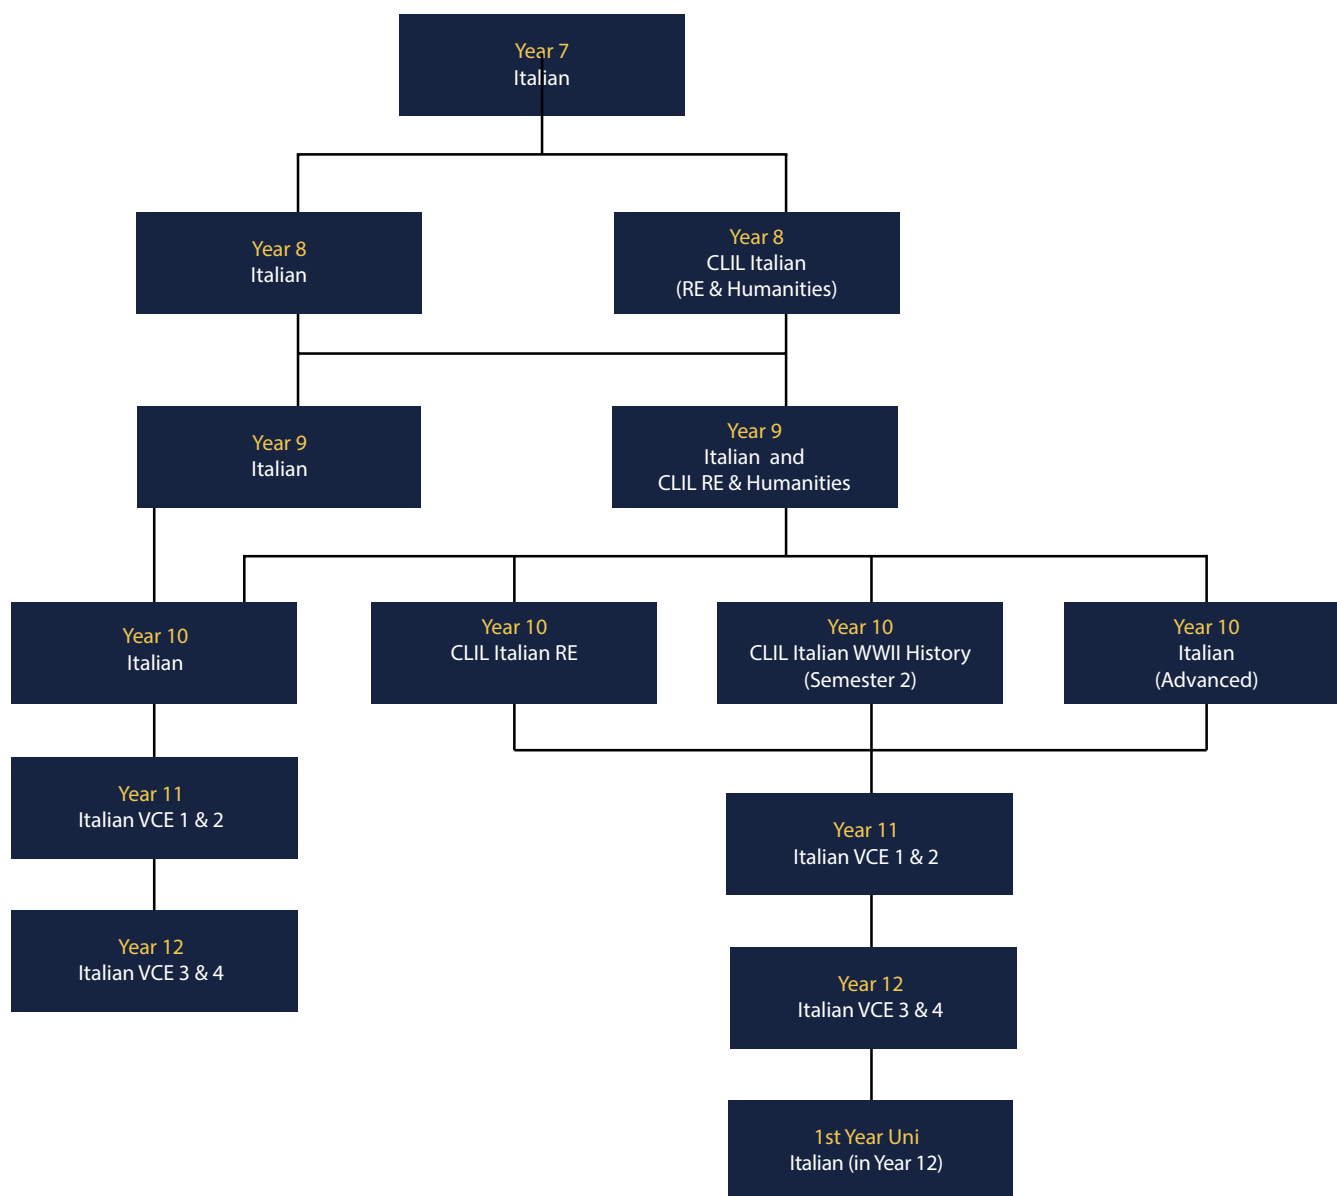 Year 7
Italian
Year 8
Italian
Year 8
CLIL Italian
(RE & Humanities)
Year 9
Italian
Year 9
Italian and
CLIL RE & Humanities
Year 10
Italian
Year 10
CLIL Italian RE
Year 10
CLIL Italian WWII History
(Semester 2)
Year 10
Italian
(Advanced)
Year 11
Italian VCE 1 & 2
Year 11
Italian VCE 1 & 2
Year 12
Italian VCE 3 & 4
Year 12
Italian VCE 3 & 4
1st Year Uni
Italian (in Year 12)